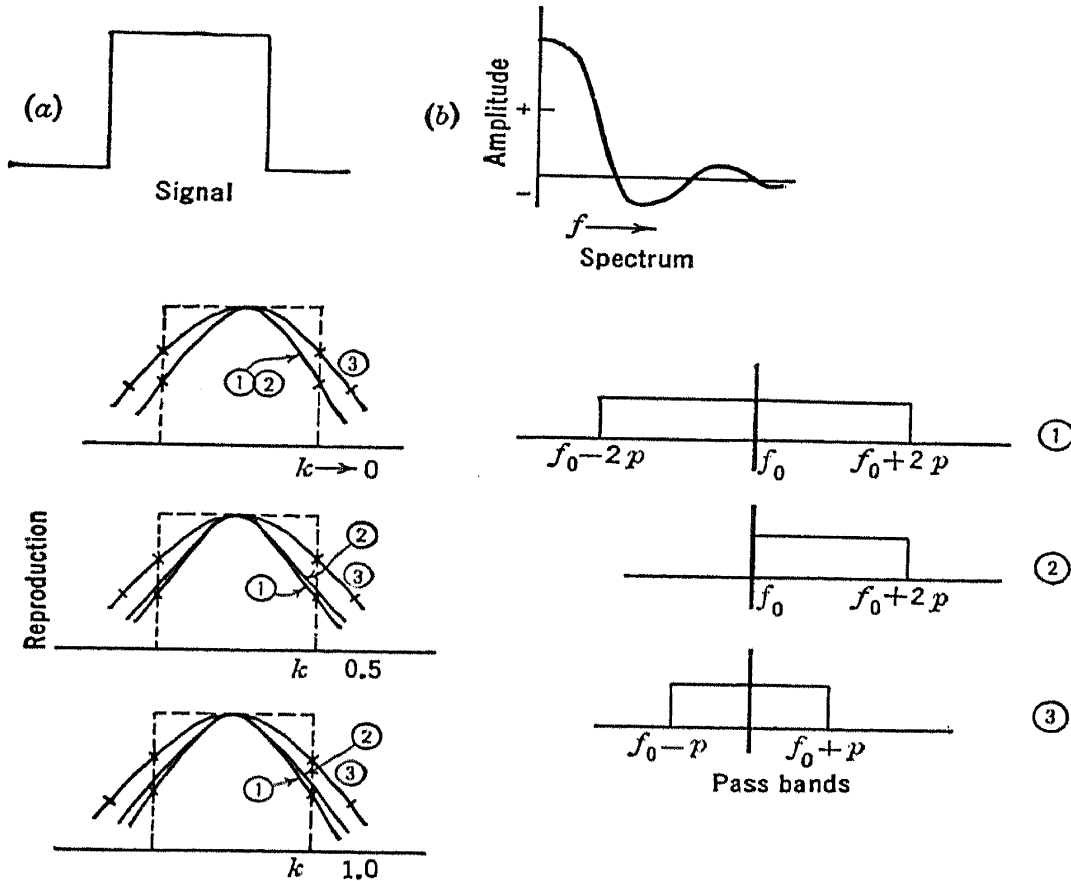 (a)
Signal
(b)
Amplitude
+
−
f
Spectrum
Reproduction
① ②
③
k → 0
②
①
③
k 0.5
②
①
③
k 1.0
f₀−2p
f₀
f₀+2p
①
f₀
f₀+2p
②
f₀−p
f₀+p
③
Pass bands